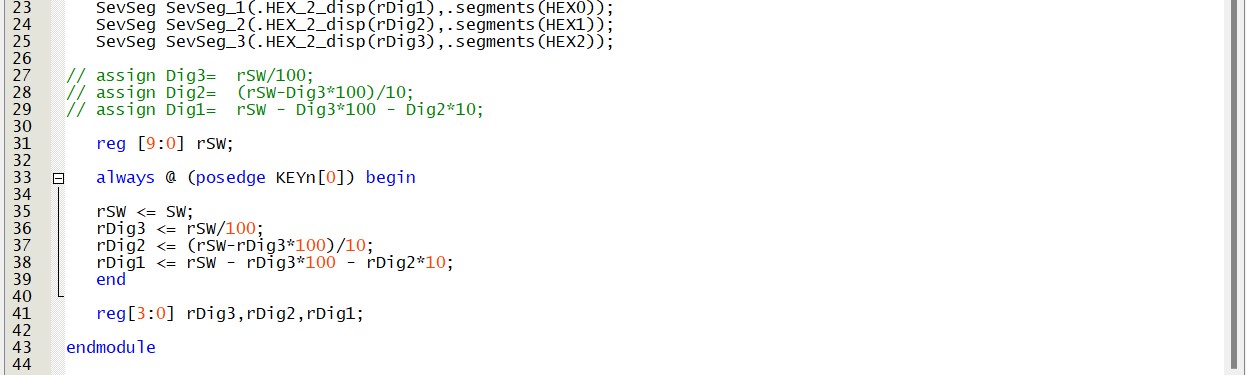 23 SevSeg SevSeg_1(.HEX_2_disp(rDig1),.segments(HEX0));
24 SevSeg SevSeg_2(.HEX_2_disp(rDig2),.segments(HEX1));
25 SevSeg SevSeg_3(.HEX_2_disp(rDig3),.segments(HEX2));
26
27 // assign Dig3=  rSW/100;
28 // assign Dig2=  (rSW-Dig3*100)/10;
29 // assign Dig1=  rSW - Dig3*100 - Dig2*10;
30
31 reg [9:0] rSW;
32
33 always @ (posedge KEYn[0]) begin
34
35 rSW <= SW;
36 rDig3 <= rSW/100;
37 rDig2 <= (rSW-rDig3*100)/10;
38 rDig1 <= rSW - rDig3*100 - rDig2*10;
39 end
40
41 reg[3:0] rDig3,rDig2,rDig1;
42
43 endmodule
44